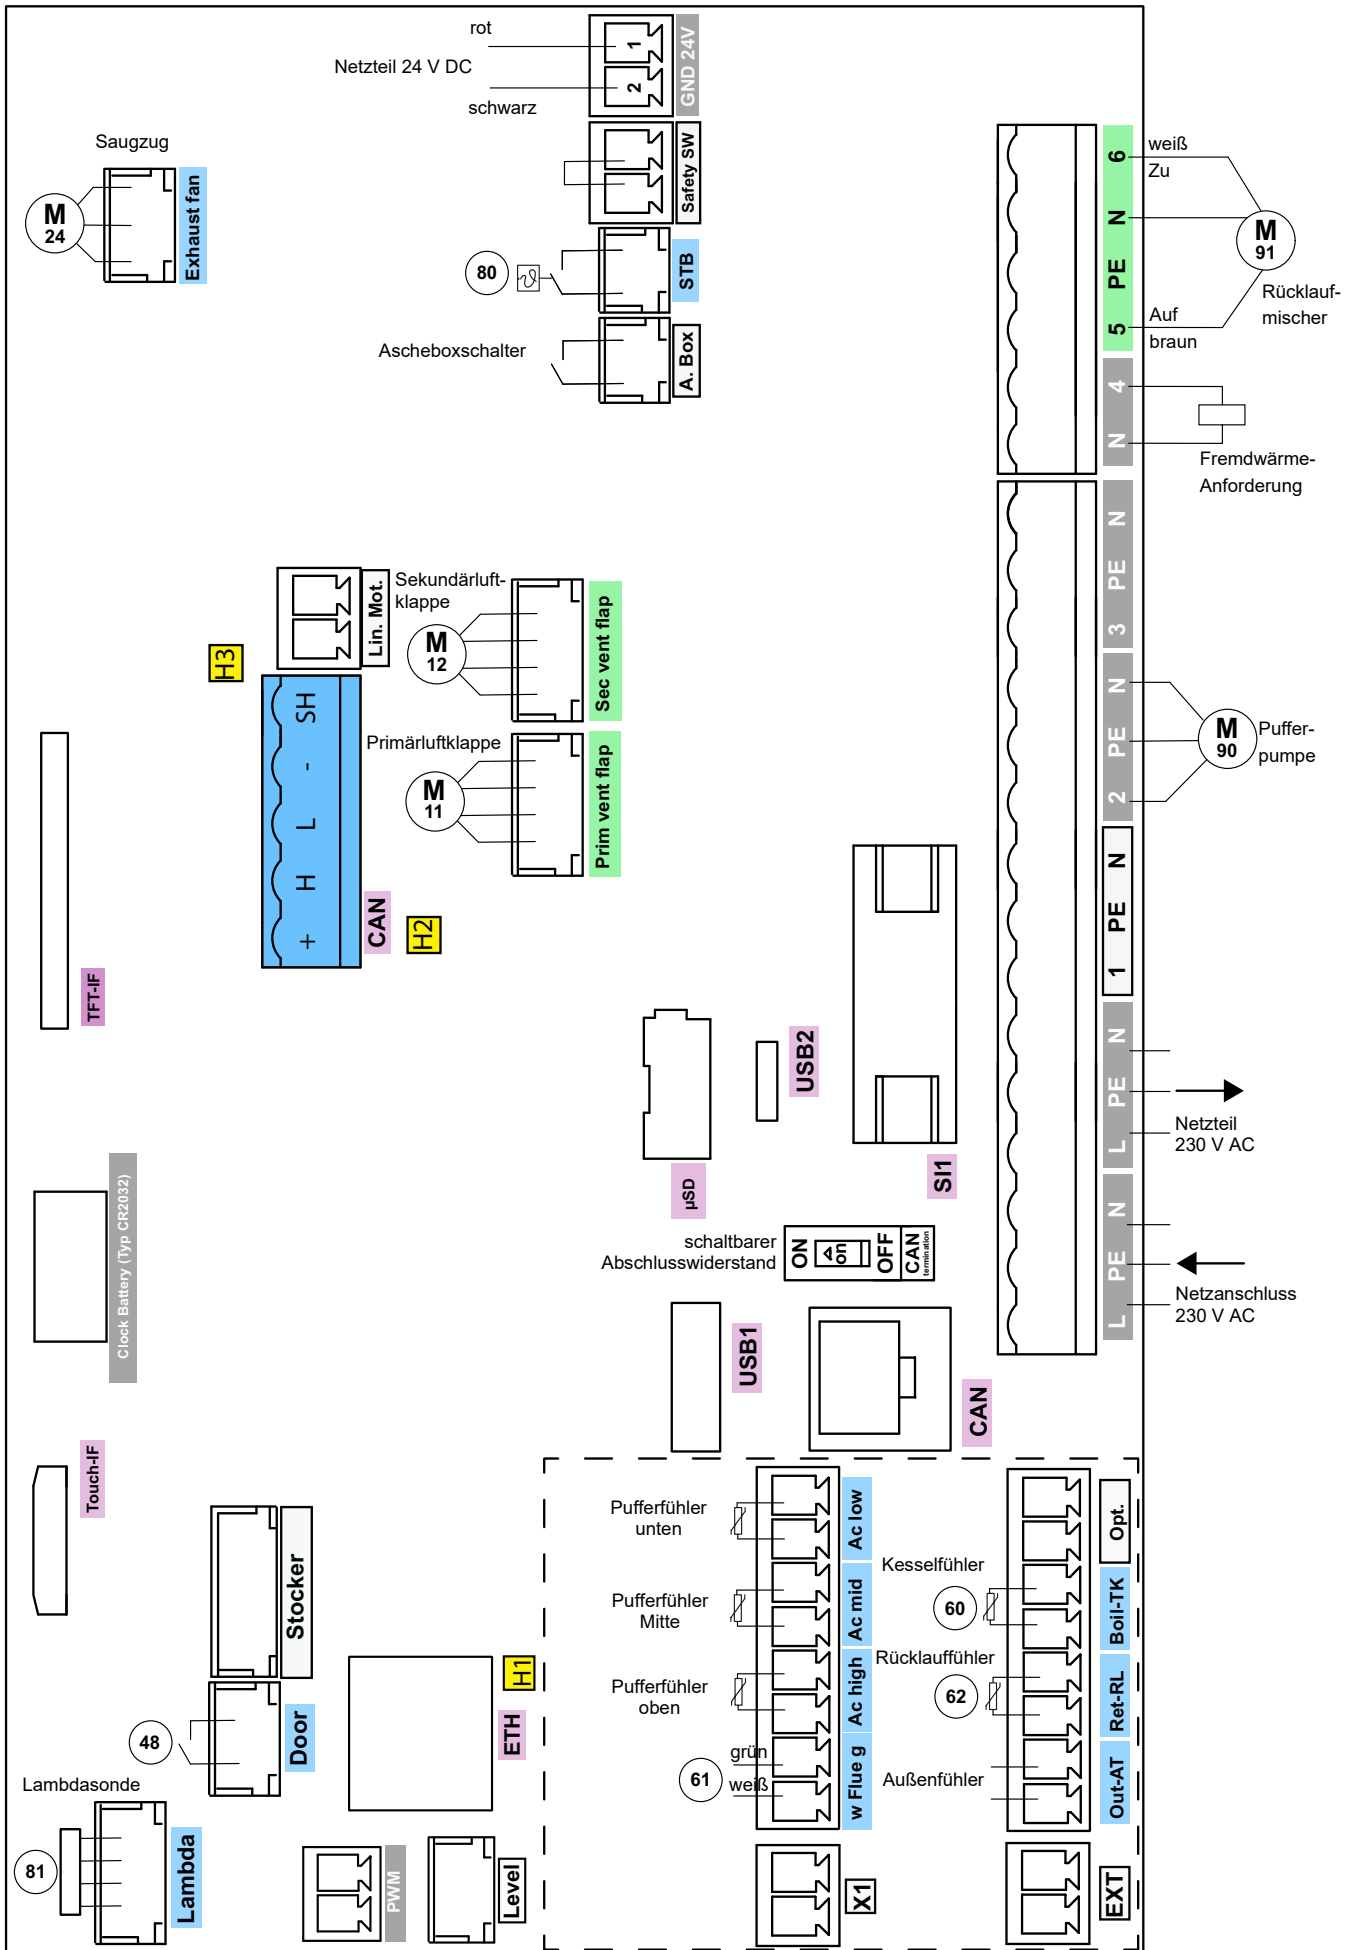 rot
Netzteil 24 V DC
schwarz
1
2
GND 24V
Saugzug
M
24
Exhaust fan
Safety SW
80
STB
Ascheboxschalter
A. Box
6
N
PE
5
weiß
Zu
M
91
Rücklauf-
mischer
Auf
braun
4
N
Fremdwärme-
Anforderung
Lin. Mot.
Sekundärluft-
klappe
M
12
Sec vent flap
H3
SH
-
L
H
+
CAN
H2
Primärluftklappe
M
11
Prim vent flap
N
PE
3
N
PE
2
M
90
Puffer-
pumpe
N
PE
1
TFT-IF
USB2
µSD
SI1
N
PE
L
Netzteil
230 V AC
Clock Battery (Typ CR2032)
schaltbarer
Abschlusswiderstand
ON
on
OFF
CAN
termination
N
PE
L
Netzanschluss
230 V AC
USB1
CAN
Touch-IF
Stocker
Pufferfühler
unten
Ac low
Opt.
Pufferfühler
Mitte
Ac mid
Kesselfühler
60
Boil-TK
Pufferfühler
oben
Ac high
Rücklauffühler
62
Ret-RL
H1
ETH
48
Door
61
grün
weiß
w Flue g
Außenfühler
Out-AT
Lambdasonde
81
Lambda
PWM
Level
X1
EXT